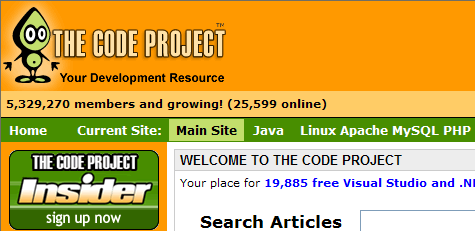 THE CODE PROJECT™
Your Development Resource
5,329,270 members and growing! (25,599 online)
Home Current Site: Main Site Java Linux Apache MySQL PHP
THE CODE PROJECT
Insider
sign up now
WELCOME TO THE CODE PROJECT
Your place for 19,885 free Visual Studio and .N
Search Articles